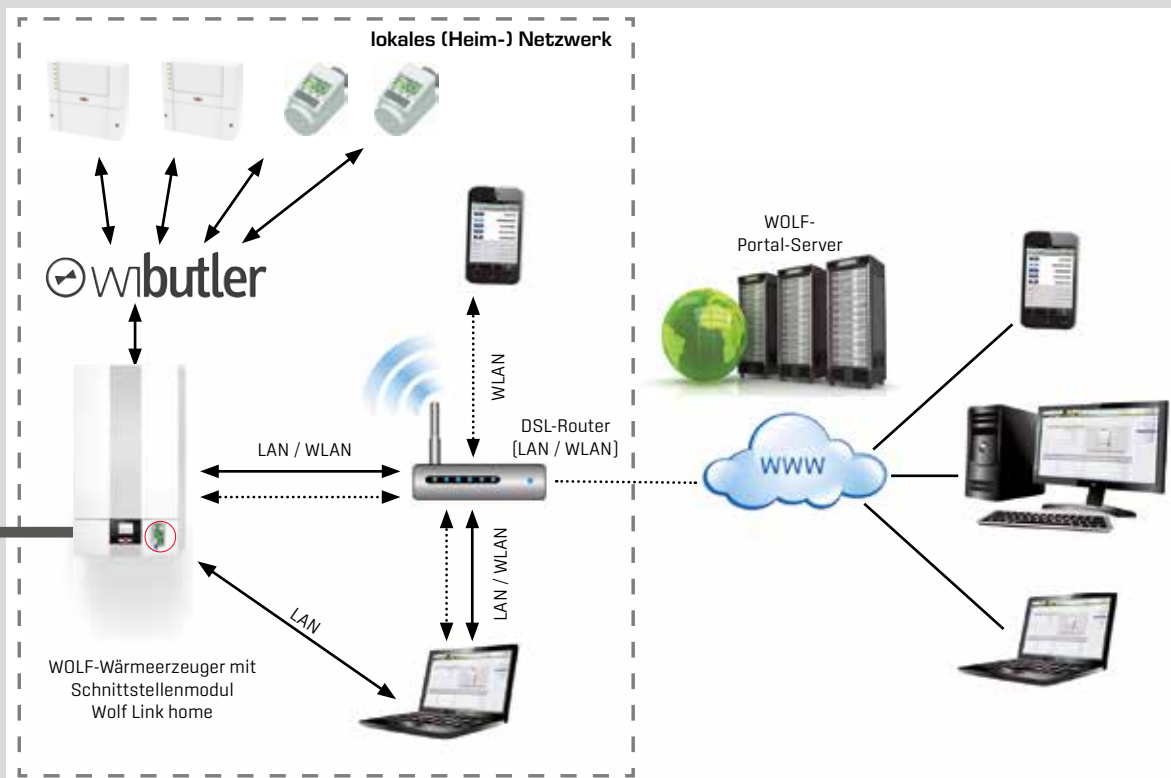 lokales (Heim-) Netzwerk
wibutler
WOLF-
Portal-Server
WLAN
DSL-Router
(LAN / WLAN)
LAN / WLAN
WWW
LAN / WLAN
LAN
WOLF-Wärmeerzeuger mit
Schnittstellenmodul
Wolf Link home